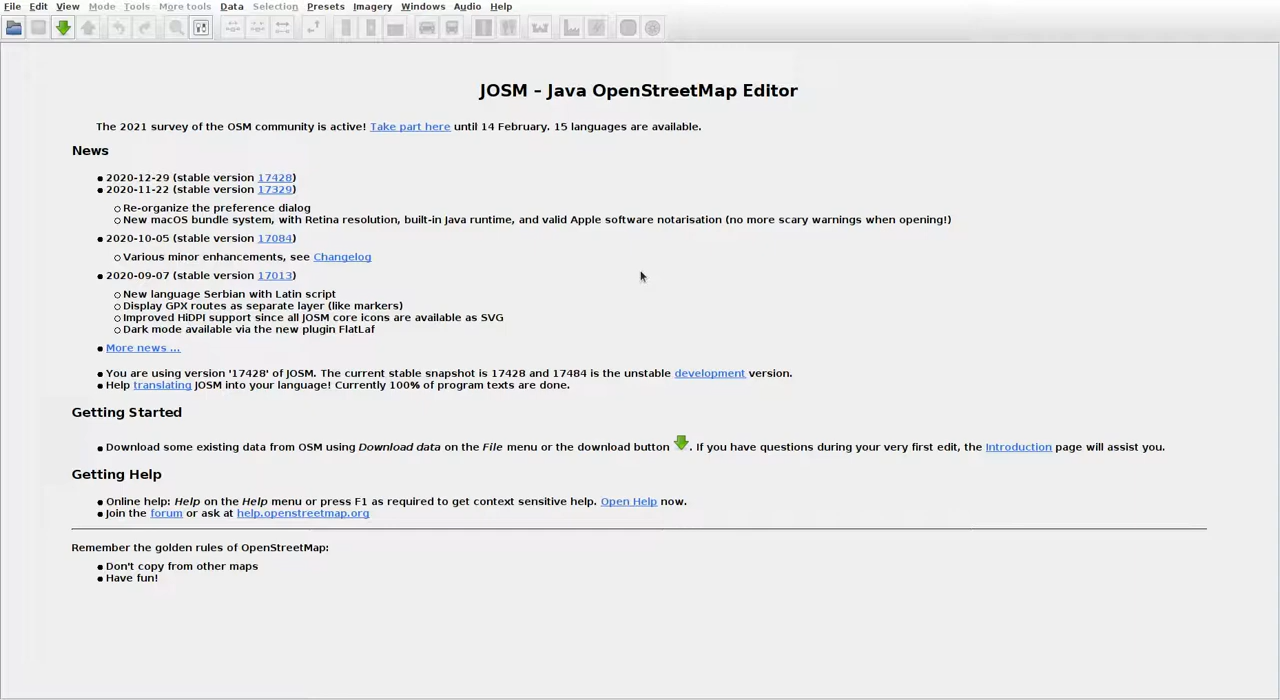 File Edit View Mode Tools More tools Data Selection Presets Imagery Windows Audio Help
JOSM – Java OpenStreetMap Editor
The 2021 survey of the OSM community is active! Take part here until 14 February. 15 languages are available.
News
2020-12-29 (stable version 17428)
2020-11-22 (stable version 17329)
Re-organize the preference dialog
New macOS bundle system, with Retina resolution, built-in Java runtime, and valid Apple software notarisation (no more scary warnings when opening!)
2020-10-05 (stable version 17084)
Various minor enhancements, see Changelog
2020-09-07 (stable version 17013)
New language Serbian with Latin script
Display GPX routes as separate layer (like markers)
Improved HiDPI support since all JOSM core icons are available as SVG
Dark mode available via the new plugin FlatLaf
More news ...
You are using version '17428' of JOSM. The current stable snapshot is 17428 and 17484 is the unstable development version.
Help translating JOSM into your language! Currently 100% of program texts are done.
Getting Started
Download some existing data from OSM using Download data on the File menu or the download button . If you have questions during your very first edit, the Introduction page will assist you.
Getting Help
Online help: Help on the Help menu or press F1 as required to get context sensitive help. Open Help now.
Join the forum or ask at help.openstreetmap.org
Remember the golden rules of OpenStreetMap:
Don't copy from other maps
Have fun!